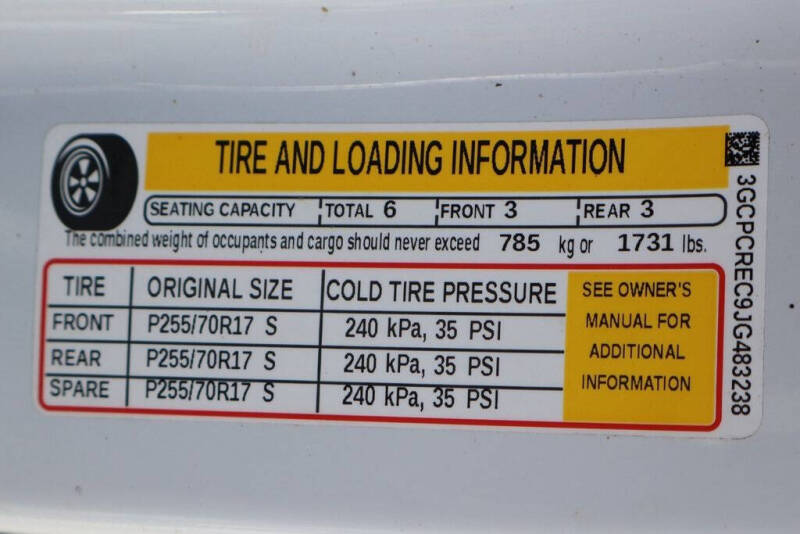 TIRE AND LOADING INFORMATION
SEATING CAPACITY TOTAL 6 FRONT 3 REAR 3
The combined weight of occupants and cargo should never exceed 785 kg or 1731 lbs.
TIRE ORIGINAL SIZE COLD TIRE PRESSURE
FRONT P255/70R17 S 240 kPa, 35 PSI
REAR P255/70R17 S 240 kPa, 35 PSI
SPARE P255/70R17 S 240 kPa, 35 PSI
SEE OWNER'S
MANUAL FOR
ADDITIONAL
INFORMATION
3GCPCREC9JG483238